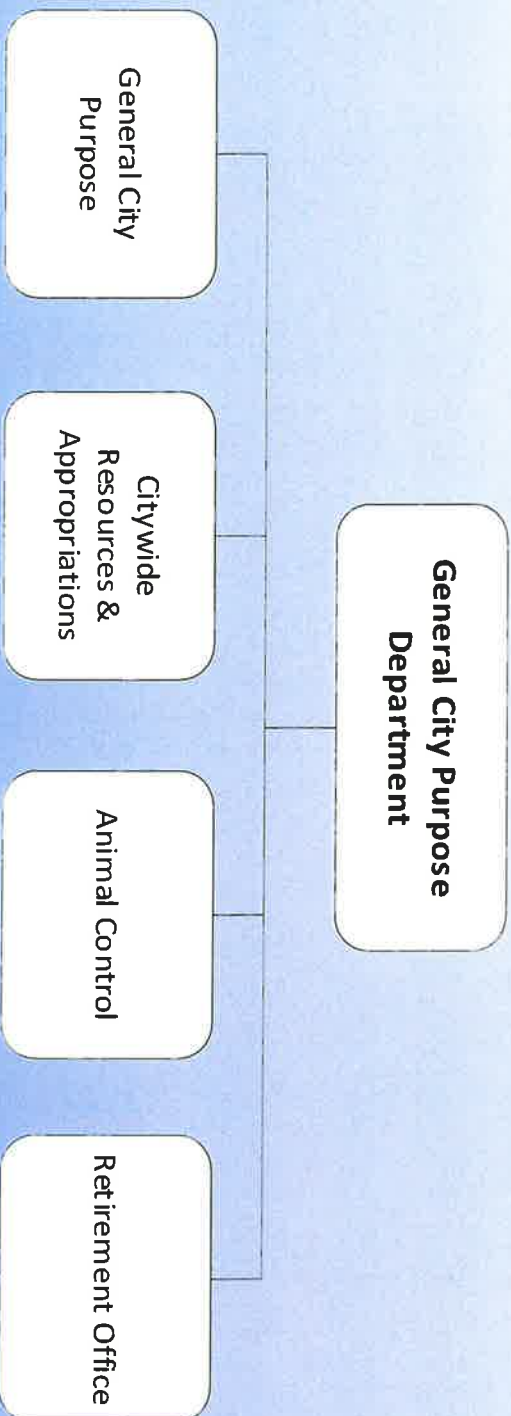 General City Purpose
Department
General City
Purpose
Citywide
Resources &
Appropriations
Animal Control
Retirement Office